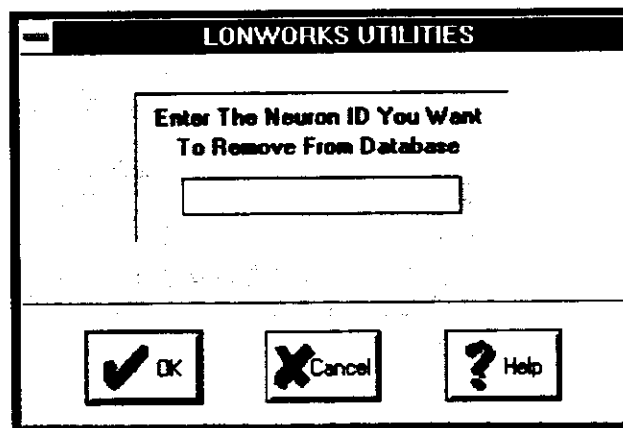 LONWORKS UTILITIES
Enter The Neuron ID You Want
To Remove From Database
OK
Cancel
Help